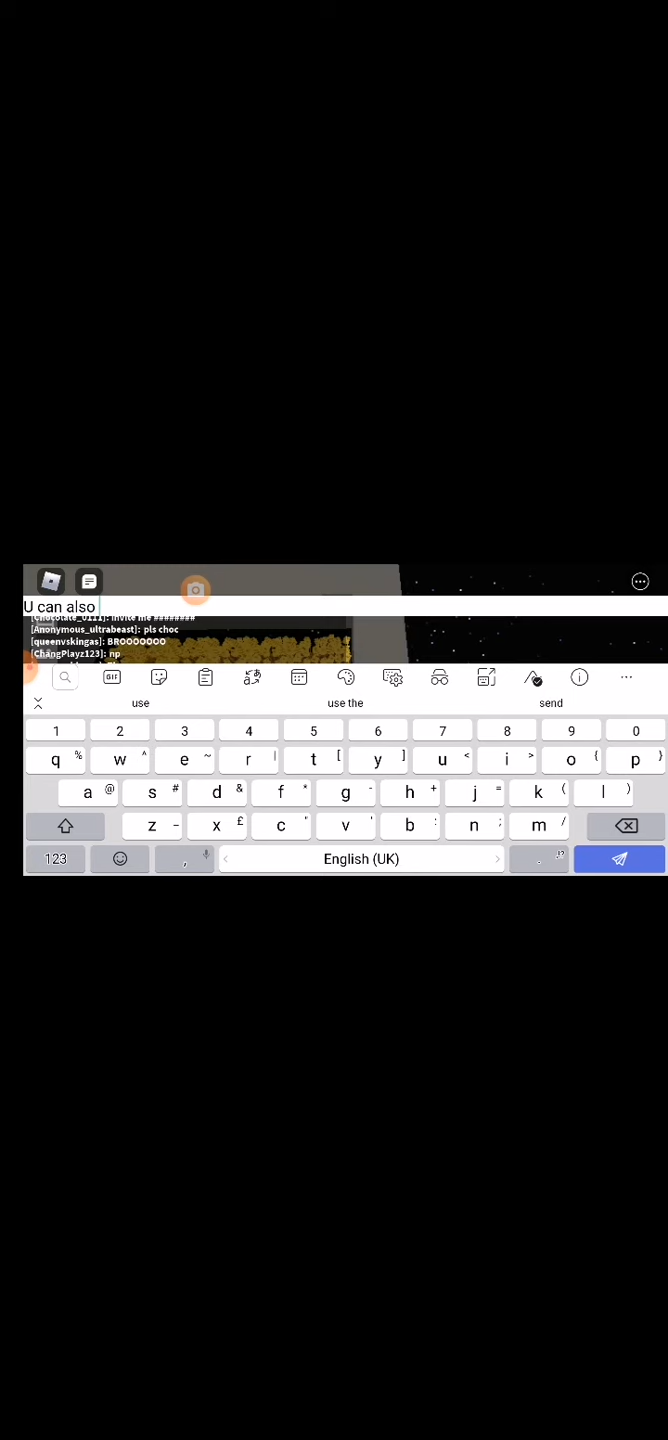 U can also
[Chocolate_0111]: invite me ########
[Anonymous_ultrabeast]: pls choc
[queenvskingas]: BROOOOOOO
[ChangPlayz123]: np
GIF
use use the send
1 2 3 4 5 6 7 8 9 0
q % w ^ e ~ r | t [ y ] u < i > o { p }
a @ s # d & f * g - h + j = k ( l )
z _ x £ c " v ' b : n ; m /
123 , English (UK) . ,!?